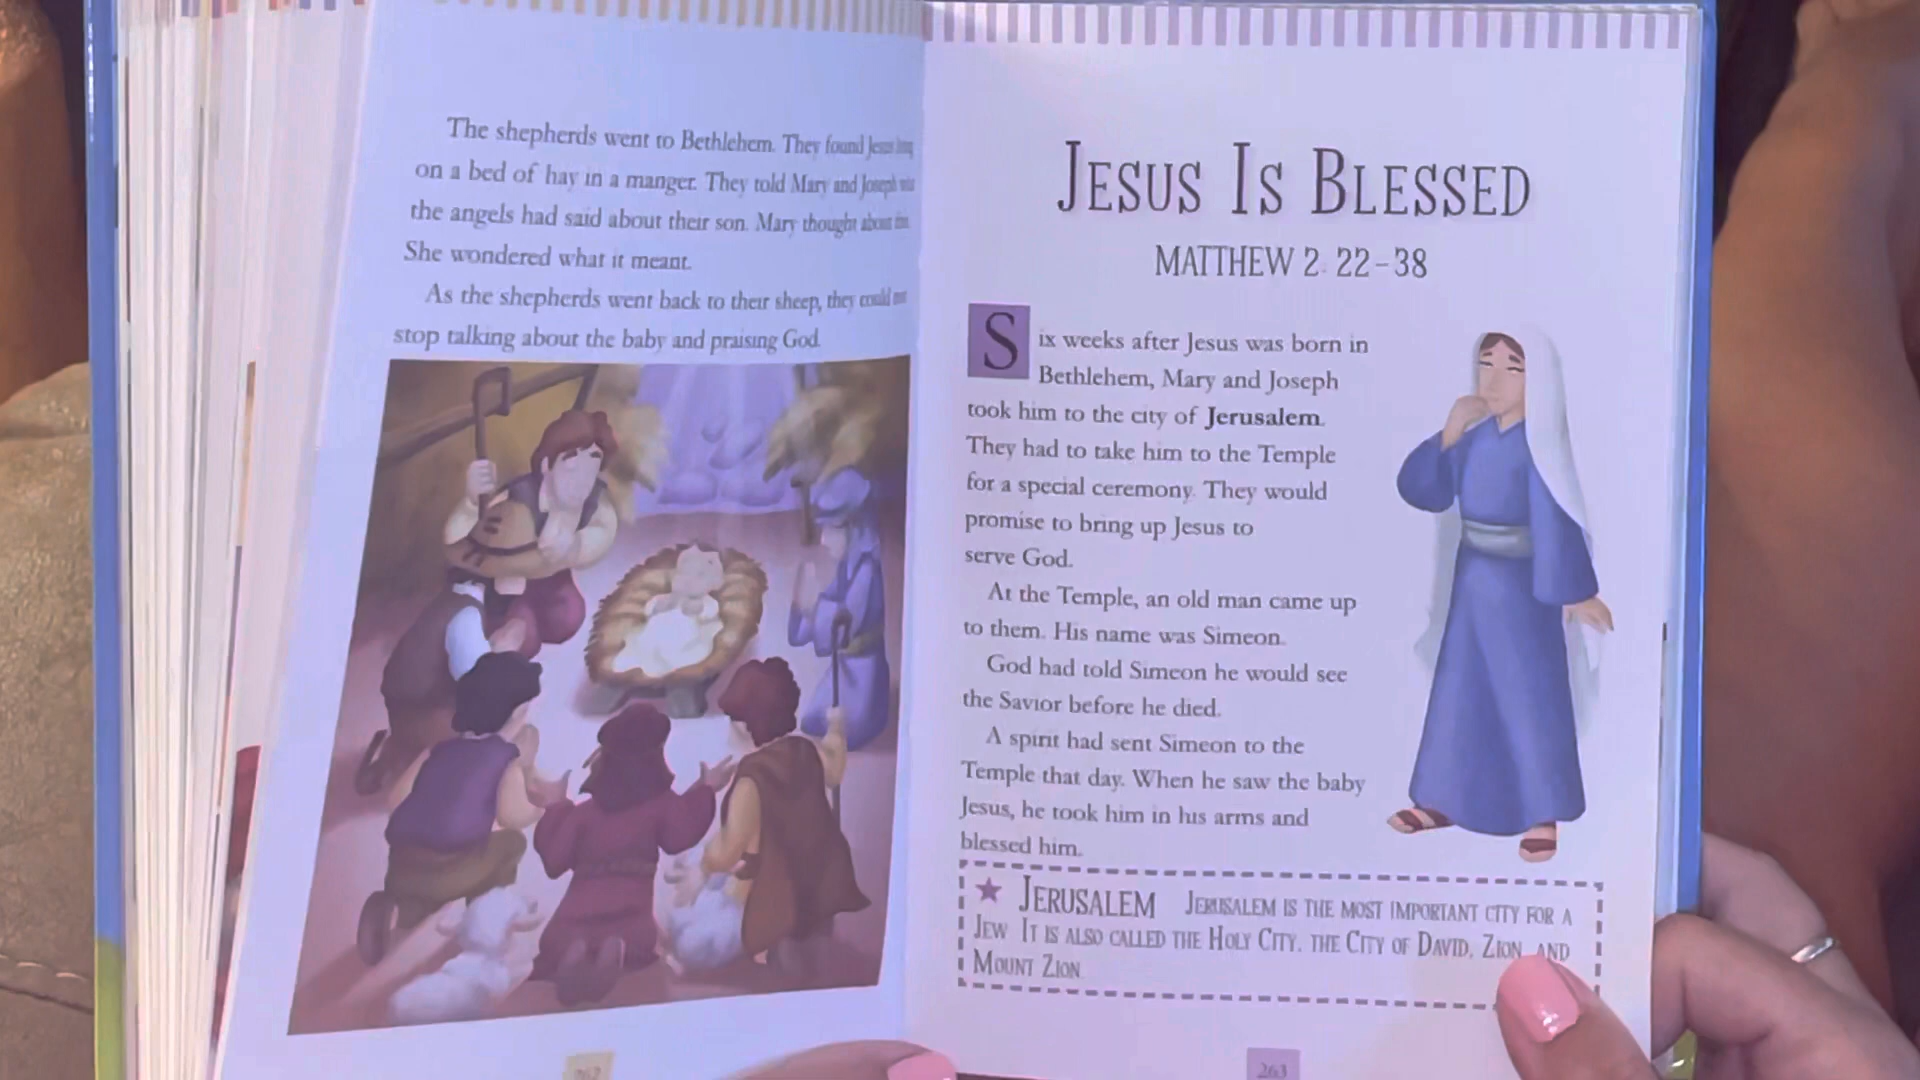 The shepherds went to Bethlehem. They found Jesus lying
on a bed of hay in a manger. They told Mary and Joseph what
the angels had said about their son. Mary thought about this.
She wondered what it meant.
As the shepherds went back to their sheep, they could not
stop talking about the baby and praising God.
262
JESUS IS BLESSED
MATTHEW 2: 22–38
Six weeks after Jesus was born in
Bethlehem, Mary and Joseph
took him to the city of Jerusalem.
They had to take him to the Temple
for a special ceremony. They would
promise to bring up Jesus to
serve God.
At the Temple, an old man came up
to them. His name was Simeon.
God had told Simeon he would see
the Savior before he died.
A spirit had sent Simeon to the
Temple that day. When he saw the baby
Jesus, he took him in his arms and
blessed him.
JERUSALEM JERUSALEM IS THE MOST IMPORTANT CITY FOR A
JEW. IT IS ALSO CALLED THE HOLY CITY, THE CITY OF DAVID, ZION, AND
MOUNT ZION.
263